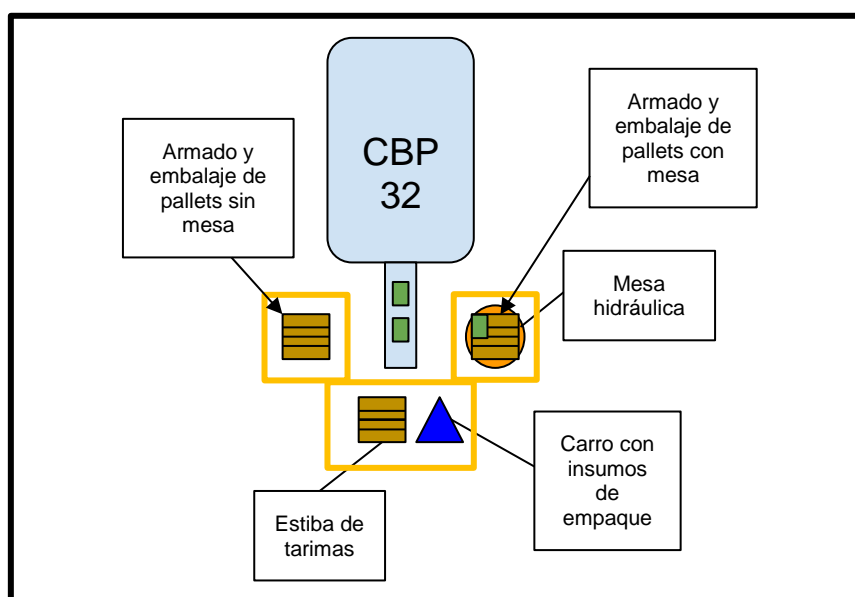 CBP
32
Armado y
embalaje de
pallets sin
mesa
Armado y
embalaje de
pallets con
mesa
Mesa
hidráulica
Carro con
insumos
de
empaque
Estiba de
tarimas